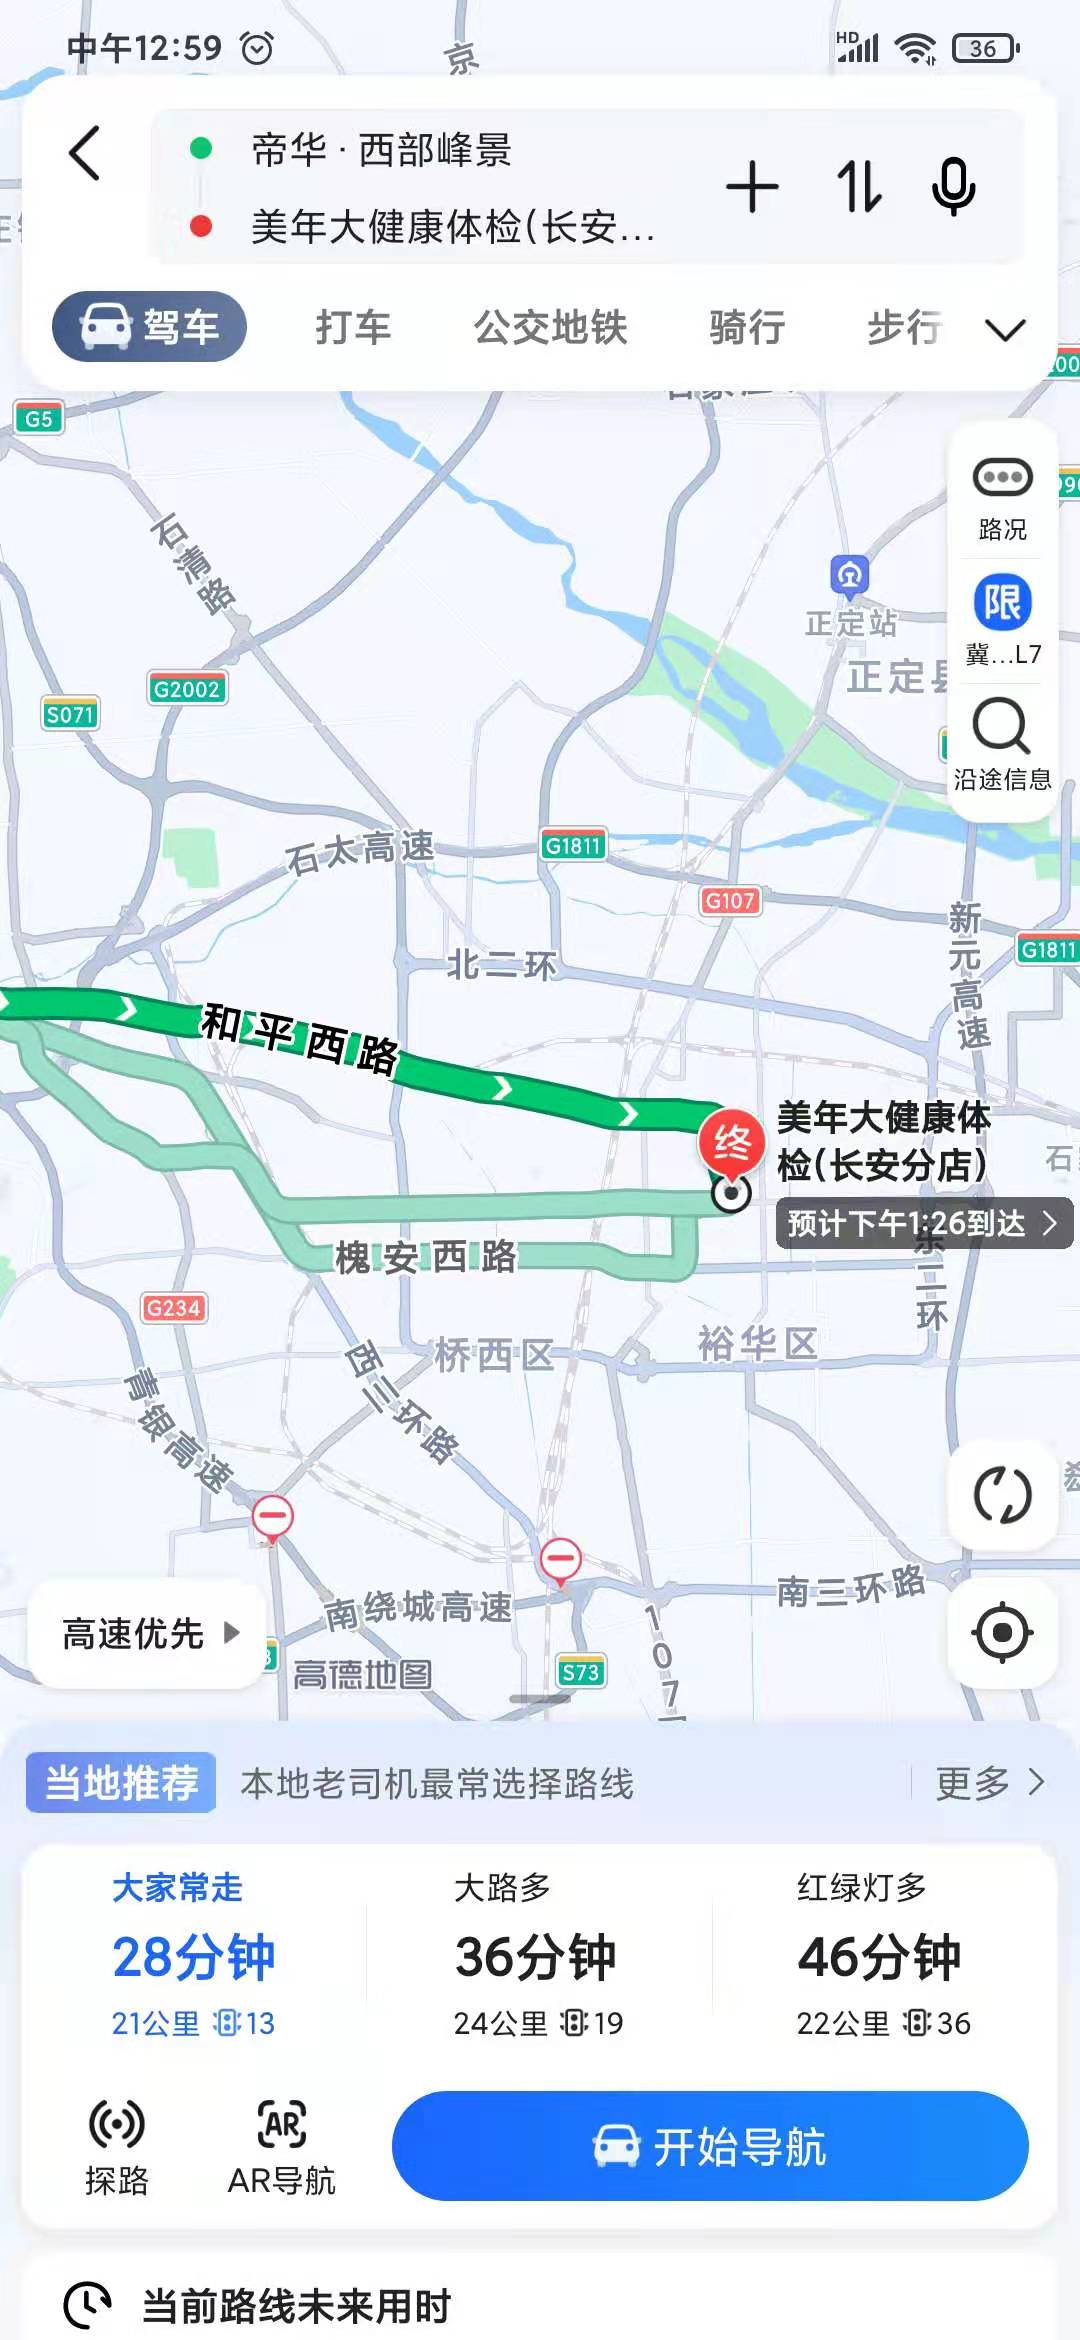 中午12:59
HD
36
京
帝华 · 西部峰景
美年大健康体检(长安...
驾车
打车
公交地铁
骑行
步行
G5
路况
石清路
限
冀...L7
正定站
正定县
G2002
S071
沿途信息
石太高速
G1811
G107
新元高速
G1811
北二环
和平西路
终
美年大健康体
检(长安分店)
预计下午1:26到达
槐安西路
东二环
G234
桥西区
裕华区
西三环路
青银高速
南三环路
南绕城高速
高速优先
高德地图
S73
107
当地推荐
本地老司机最常选择路线
更多
大家常走
大路多
红绿灯多
28分钟
36分钟
46分钟
21公里 13
24公里 19
22公里 36
探路
AR
AR导航
开始导航
当前路线未来用时